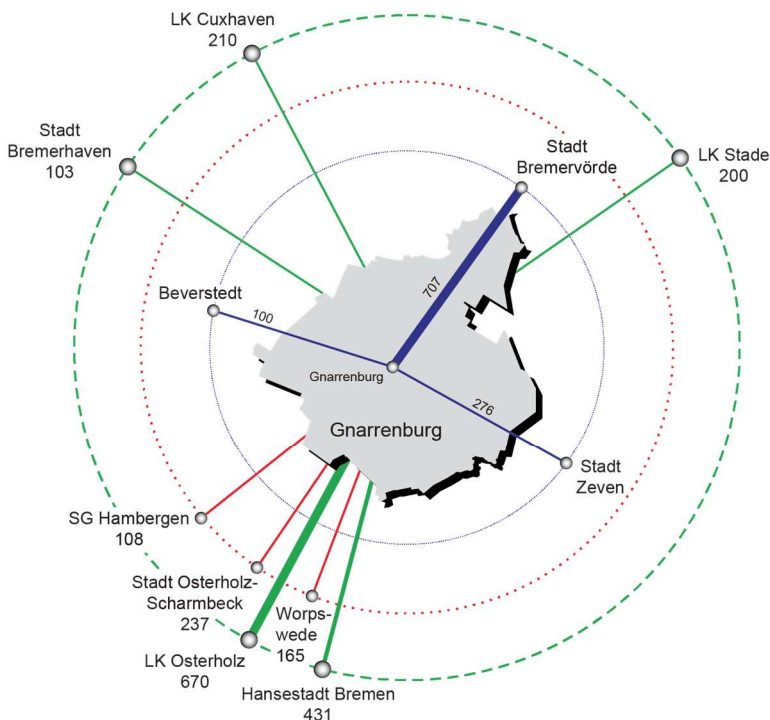 LK Cuxhaven
210
Stadt
Bremerhaven
103
Stadt
Bremervörde
LK Stade
200
707
Beverstedt
100
Gnarrenburg
276
Gnarrenburg
Stadt
Zeven
SG Hambergen
108
Stadt Osterholz-
Scharmbeck
237
Worps-
wede
165
LK Osterholz
670
Hansestadt Bremen
431